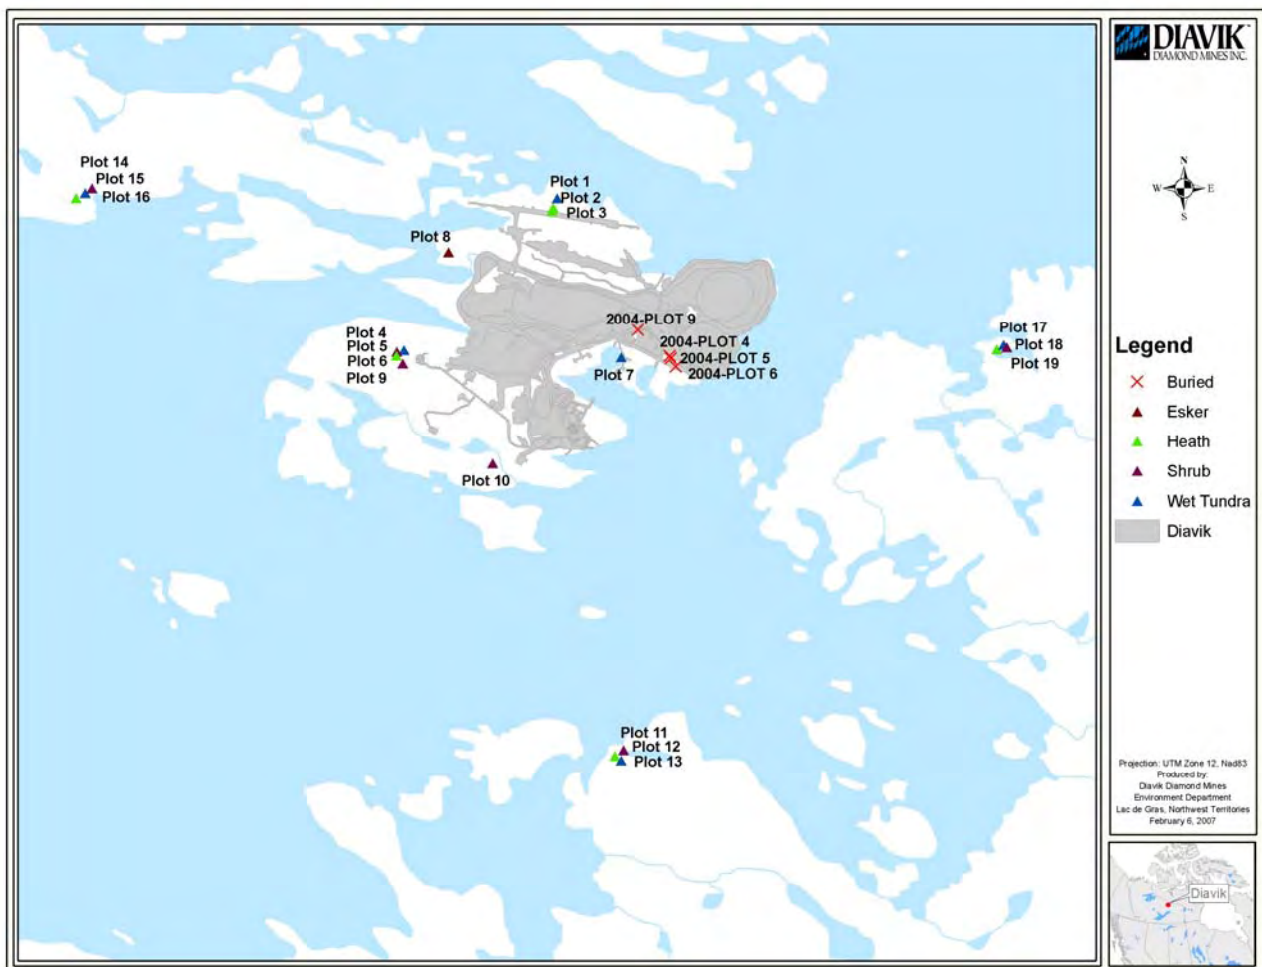 DIAVIK
DIAMOND MINES INC.
Plot 14
Plot 15
Plot 16
Plot 1
Plot 2
Plot 3
Plot 8
N
W E
S
2004-PLOT 9
2004-PLOT 4
2004-PLOT 5
2004-PLOT 6
Plot 4
Plot 5
Plot 6
Plot 9
Plot 7
Plot 17
Plot 18
Plot 19
Plot 10
Plot 11
Plot 12
Plot 13
Legend
Buried
Esker
Heath
Shrub
Wet Tundra
Diavik
Projection: UTM Zone 12, Nad83
Produced by:
Diavik Diamond Mines
Environment Department
Lac de Gras, Northwest Territories
February 6, 2007
Diavik